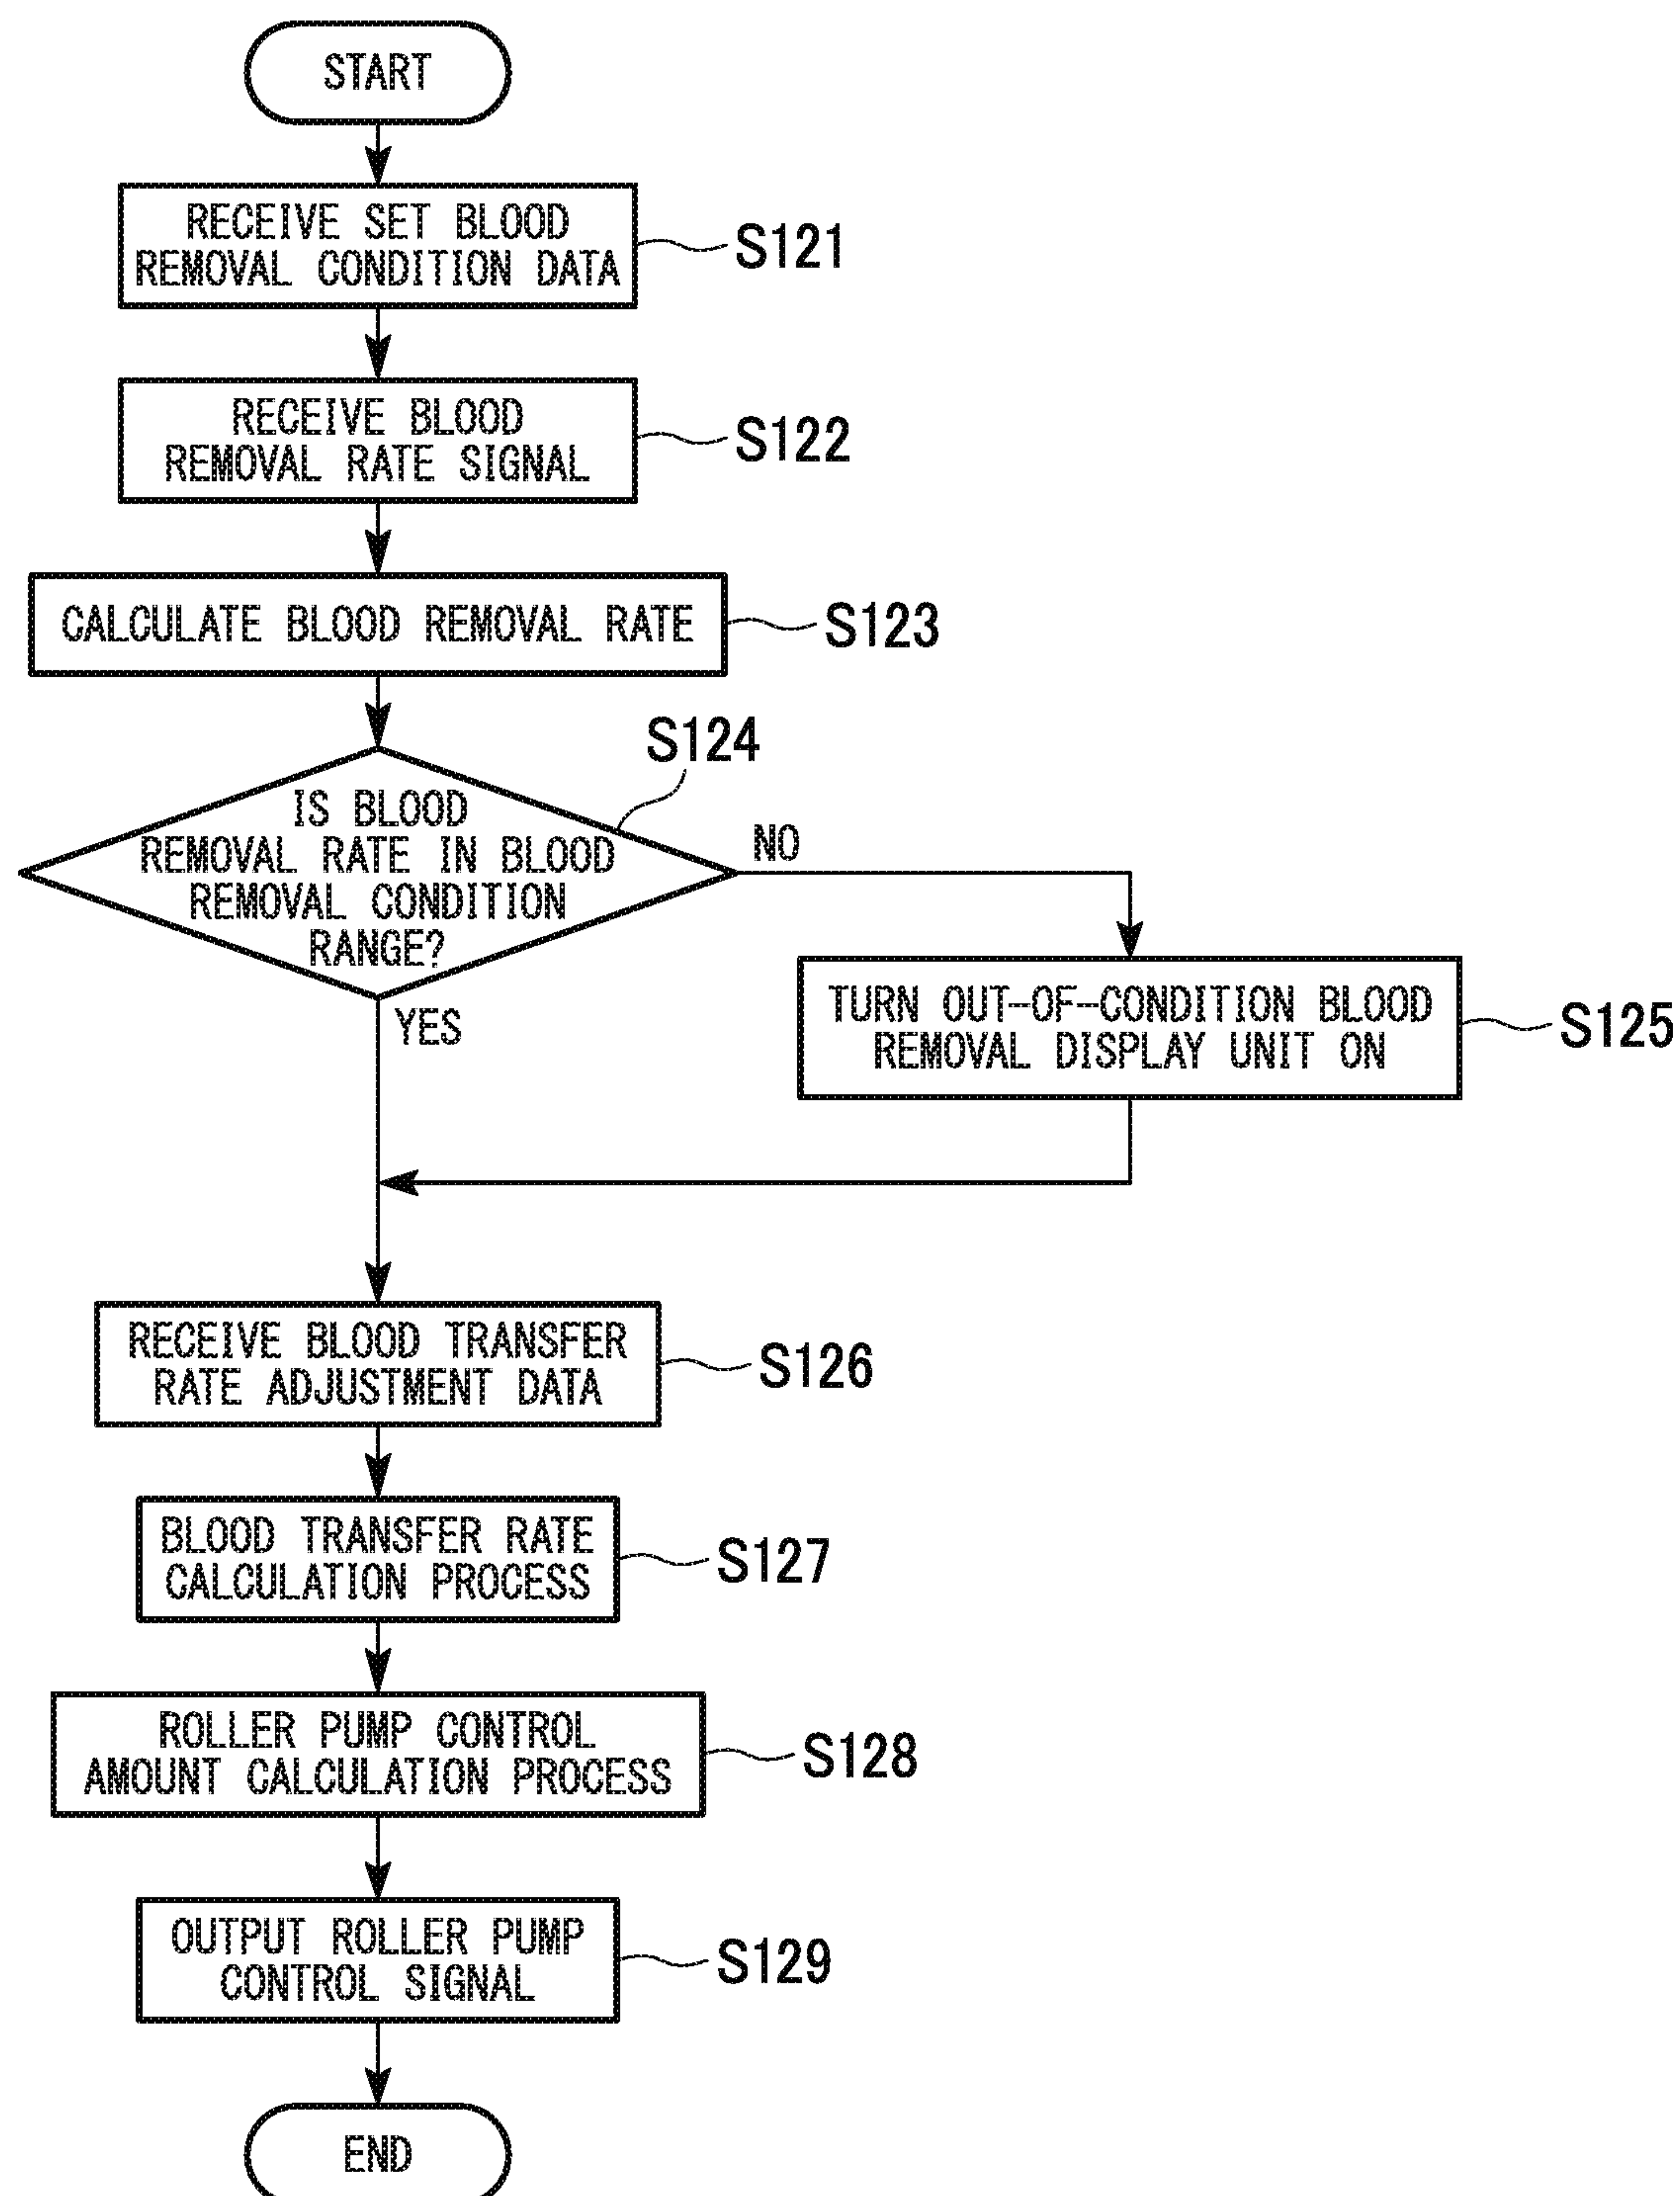 START
RECEIVE SET BLOOD
REMOVAL CONDITION DATA
S121
RECEIVE BLOOD
REMOVAL RATE SIGNAL
S122
CALCULATE BLOOD REMOVAL RATE
S123
S124
IS BLOOD
REMOVAL RATE IN BLOOD
REMOVAL CONDITION
RANGE?
NO
YES
TURN OUT-OF-CONDITION BLOOD
REMOVAL DISPLAY UNIT ON
S125
RECEIVE BLOOD TRANSFER
RATE ADJUSTMENT DATA
S126
BLOOD TRANSFER RATE
CALCULATION PROCESS
S127
ROLLER PUMP CONTROL
AMOUNT CALCULATION PROCESS
S128
OUTPUT ROLLER PUMP
CONTROL SIGNAL
S129
END